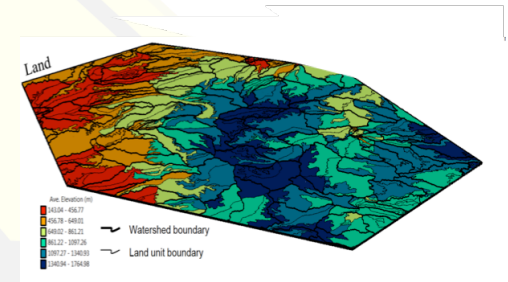 Land
Ave. Elevation (m)
143.04 - 456.77
456.78 - 649.01
649.02 - 861.21
861.22 - 1097.26
1097.27 - 1340.93
1340.94 - 1764.98
Watershed boundary
Land unit boundary